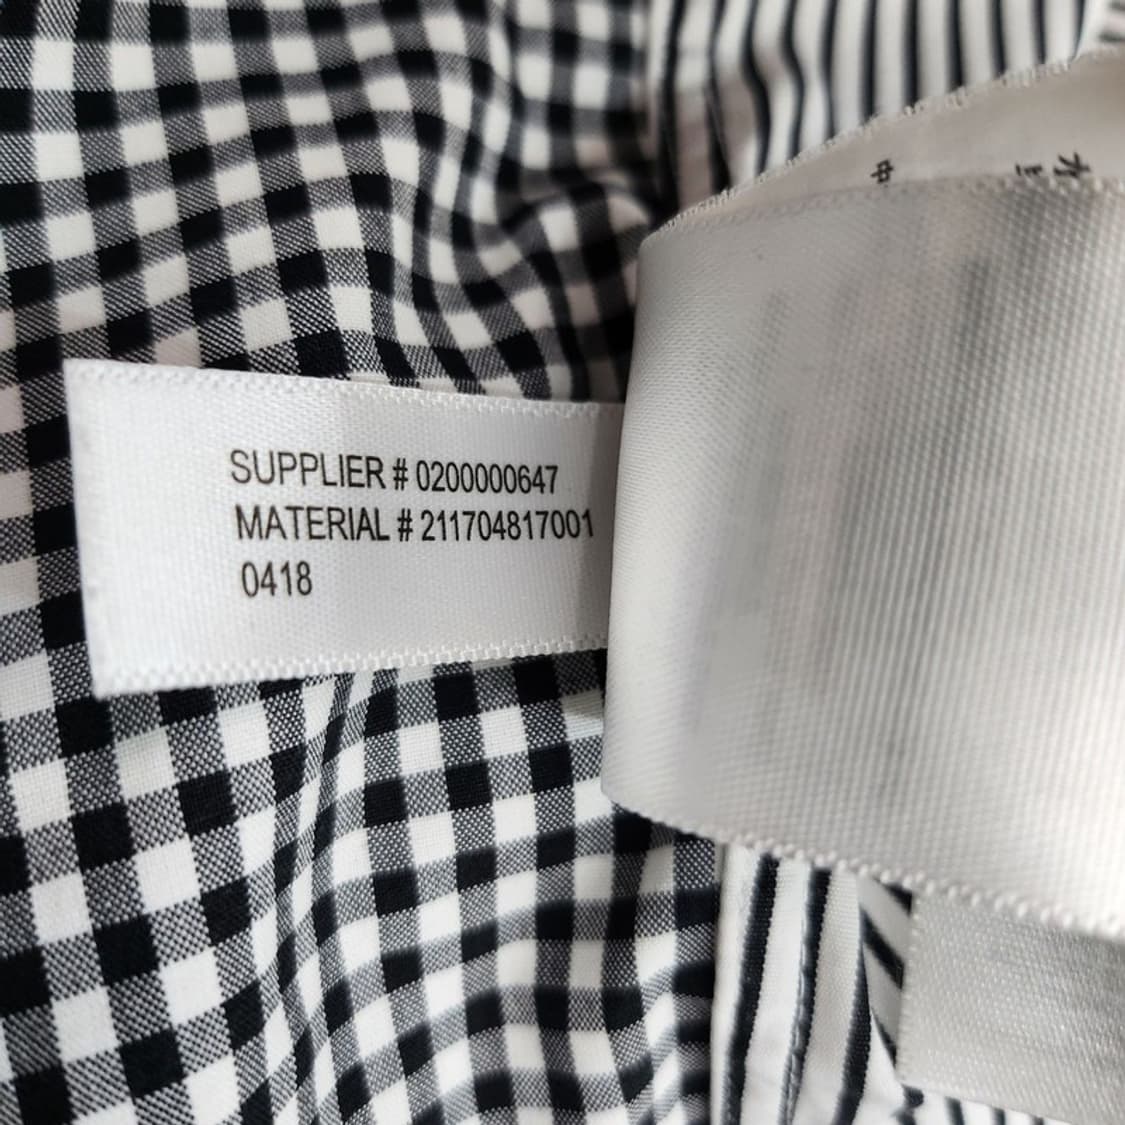 SUPPLIER # 0200000647
MATERIAL # 211704817001
0418